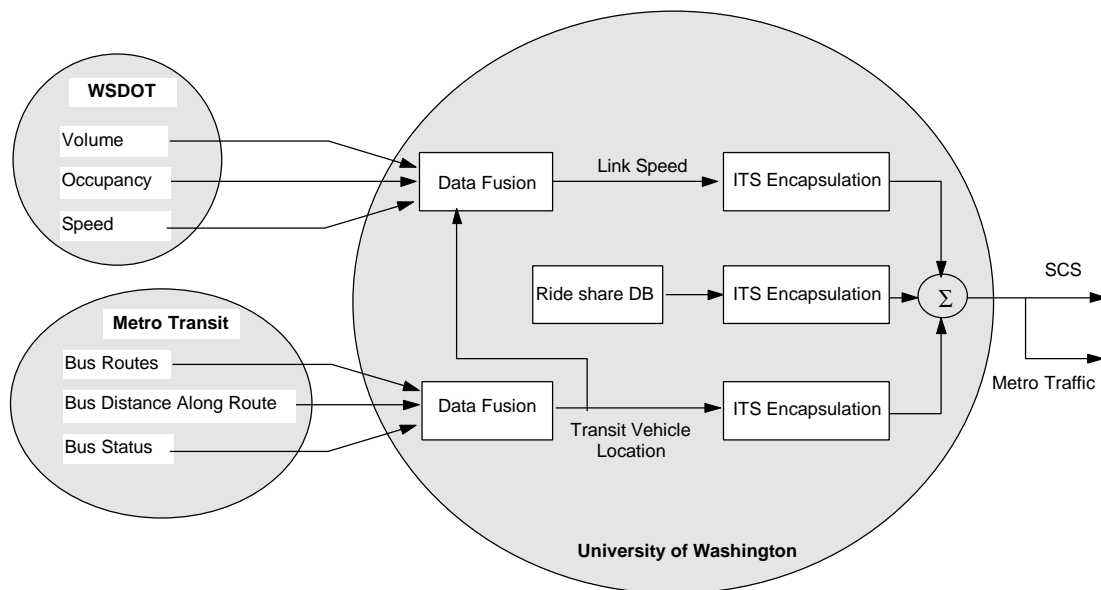 WSDOT
Volume
Occupancy
Speed
Metro Transit
Bus Routes
Bus Distance Along Route
Bus Status
Data Fusion
Link Speed
ITS Encapsulation
Ride share DB
ITS Encapsulation
Σ
SCS
Metro Traffic
Data Fusion
Transit Vehicle
Location
ITS Encapsulation
University of Washington